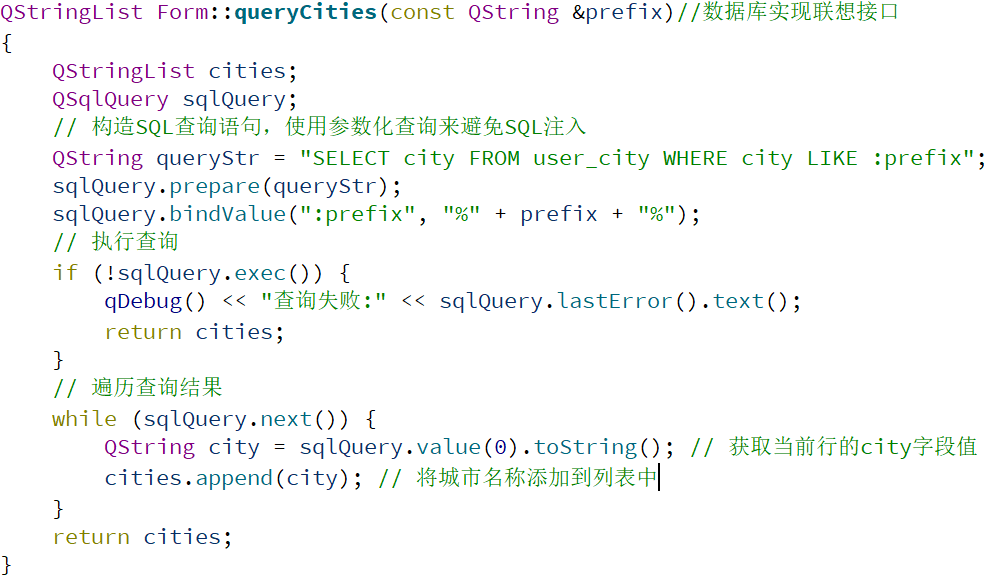 QStringList Form::queryCities(const QString &prefix)//数据库实现联想接口
{
    QStringList cities;
    QSqlQuery sqlQuery;
    // 构造SQL查询语句，使用参数化查询来避免SQL注入
    QString queryStr = "SELECT city FROM user_city WHERE city LIKE :prefix";
    sqlQuery.prepare(queryStr);
    sqlQuery.bindValue(":prefix", "%" + prefix + "%");
    // 执行查询
    if (!sqlQuery.exec()) {
        qDebug() << "查询失败:" << sqlQuery.lastError().text();
        return cities;
    }
    // 遍历查询结果
    while (sqlQuery.next()) {
        QString city = sqlQuery.value(0).toString(); // 获取当前行的city字段值
        cities.append(city); // 将城市名称添加到列表中
    }
    return cities;
}